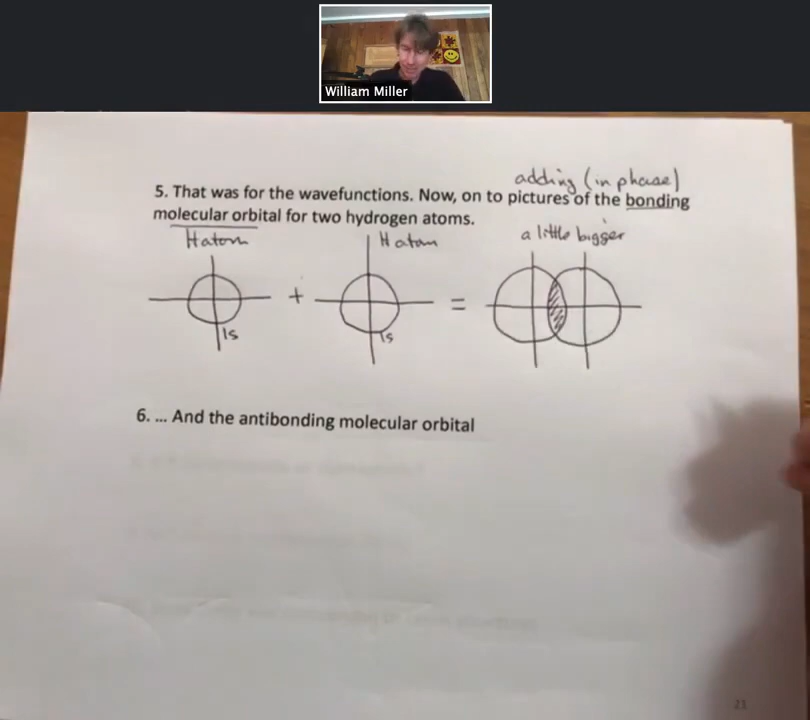 William Miller
adding (in phase)
5. That was for the wavefunctions. Now, on to pictures of the bonding
molecular orbital for two hydrogen atoms.
H atom
H atom
a little bigger
+
=
1s
1s
6. ... And the antibonding molecular orbital
21